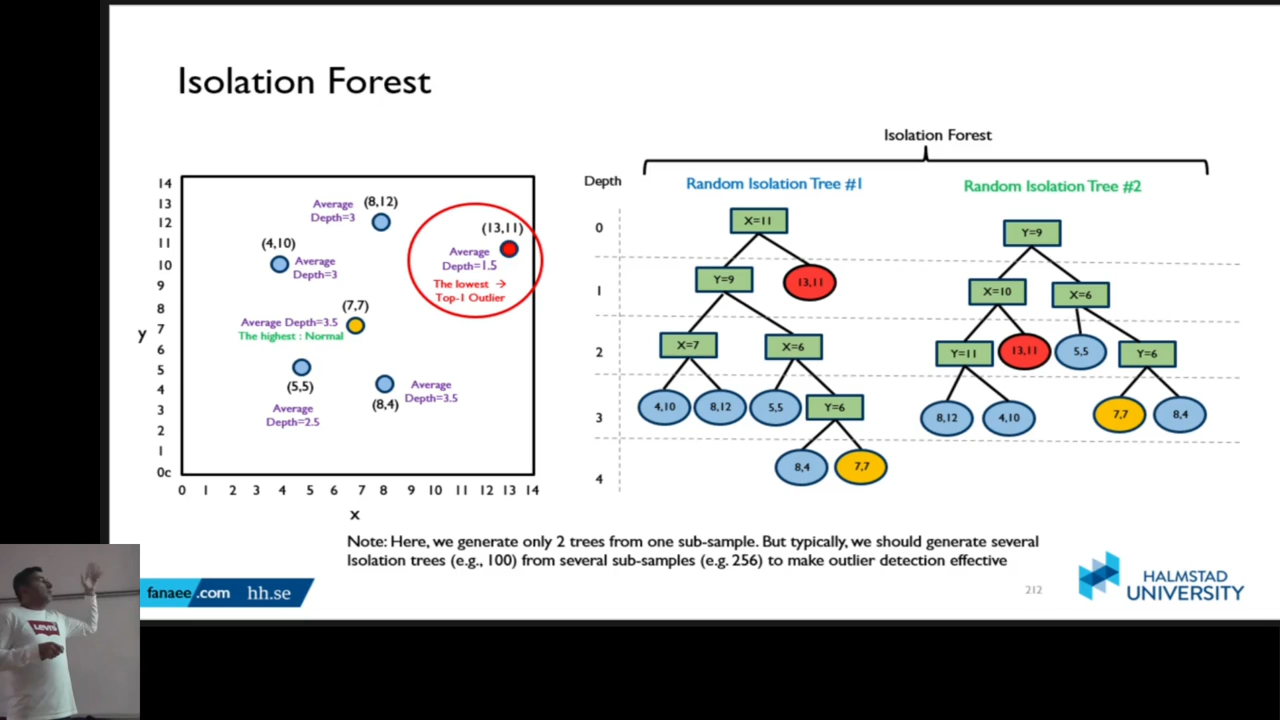 Isolation Forest
14
13
12
11
10
9
8
7
6
5
4
3
2
1
0c
y
0 1 2 3 4 5 6 7 8 9 10 11 12 13 14
x
Average
Depth=3
(8,12)
(4,10)
Average
Depth=3
(13,11)
Average
Depth=1.5
The lowest →
Top-1 Outlier
(7,7)
Average Depth=3.5
The highest : Normal
(5,5)
Average
Depth=2.5
(8,4)
Average
Depth=3.5
Isolation Forest
Depth
0
1
2
3
4
Random Isolation Tree #1
X=11
Y=9
13,11
X=7
X=6
4,10
8,12
5,5
Y=6
8,4
7,7
Random Isolation Tree #2
Y=9
X=10
X=6
Y=11
13,11
5,5
Y=6
8,12
4,10
7,7
8,4
Note: Here, we generate only 2 trees from one sub-sample. But typically, we should generate several
Isolation trees (e.g., 100) from several sub-samples (e.g. 256) to make outlier detection effective
fanaee.com hh.se
212
HALMSTAD
UNIVERSITY
LEVI'S